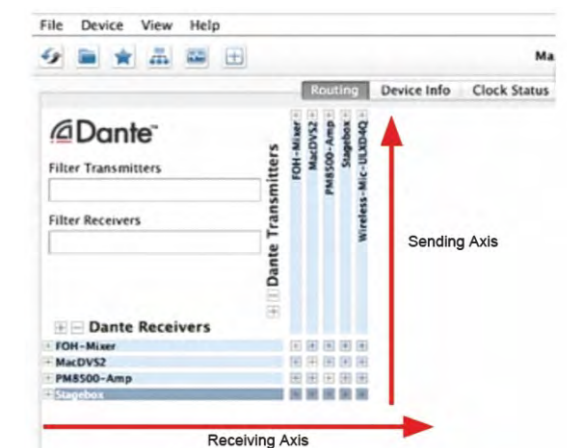 File Device View Help
Ma
Routing Device Info Clock Status
Dante™
Filter Transmitters
Filter Receivers
Dante Transmitters
FOH-Mixer
MacDVS2
PM8500-Amp
Stagebox
Wireless-Mic-ULXD4Q
Sending Axis
Dante Receivers
FOH-Mixer
MacDVS2
PM8500-Amp
Stagebox
Receiving Axis